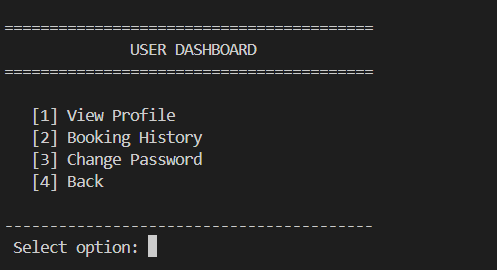 =========================================
USER DASHBOARD
=========================================
[1] View Profile
[2] Booking History
[3] Change Password
[4] Back
-----------------------------------------
Select option: